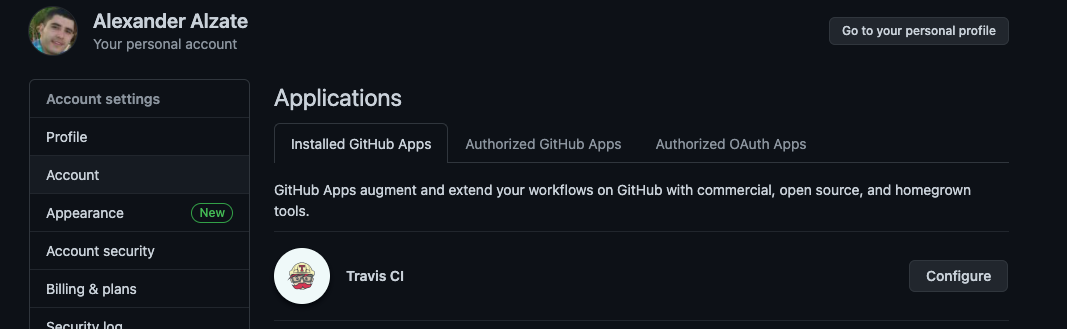 Alexander Alzate
Your personal account
Go to your personal profile
Account settings
Profile
Account
Appearance New
Account security
Billing & plans
Security log
Applications
Installed GitHub Apps Authorized GitHub Apps Authorized OAuth Apps
GitHub Apps augment and extend your workflows on GitHub with commercial, open source, and homegrown
tools.
Travis CI Configure